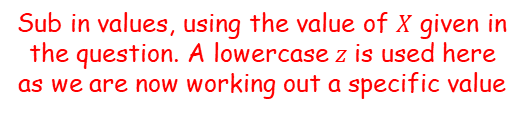 Sub in values, using the value of X given in
the question. A lowercase z is used here
as we are now working out a specific value